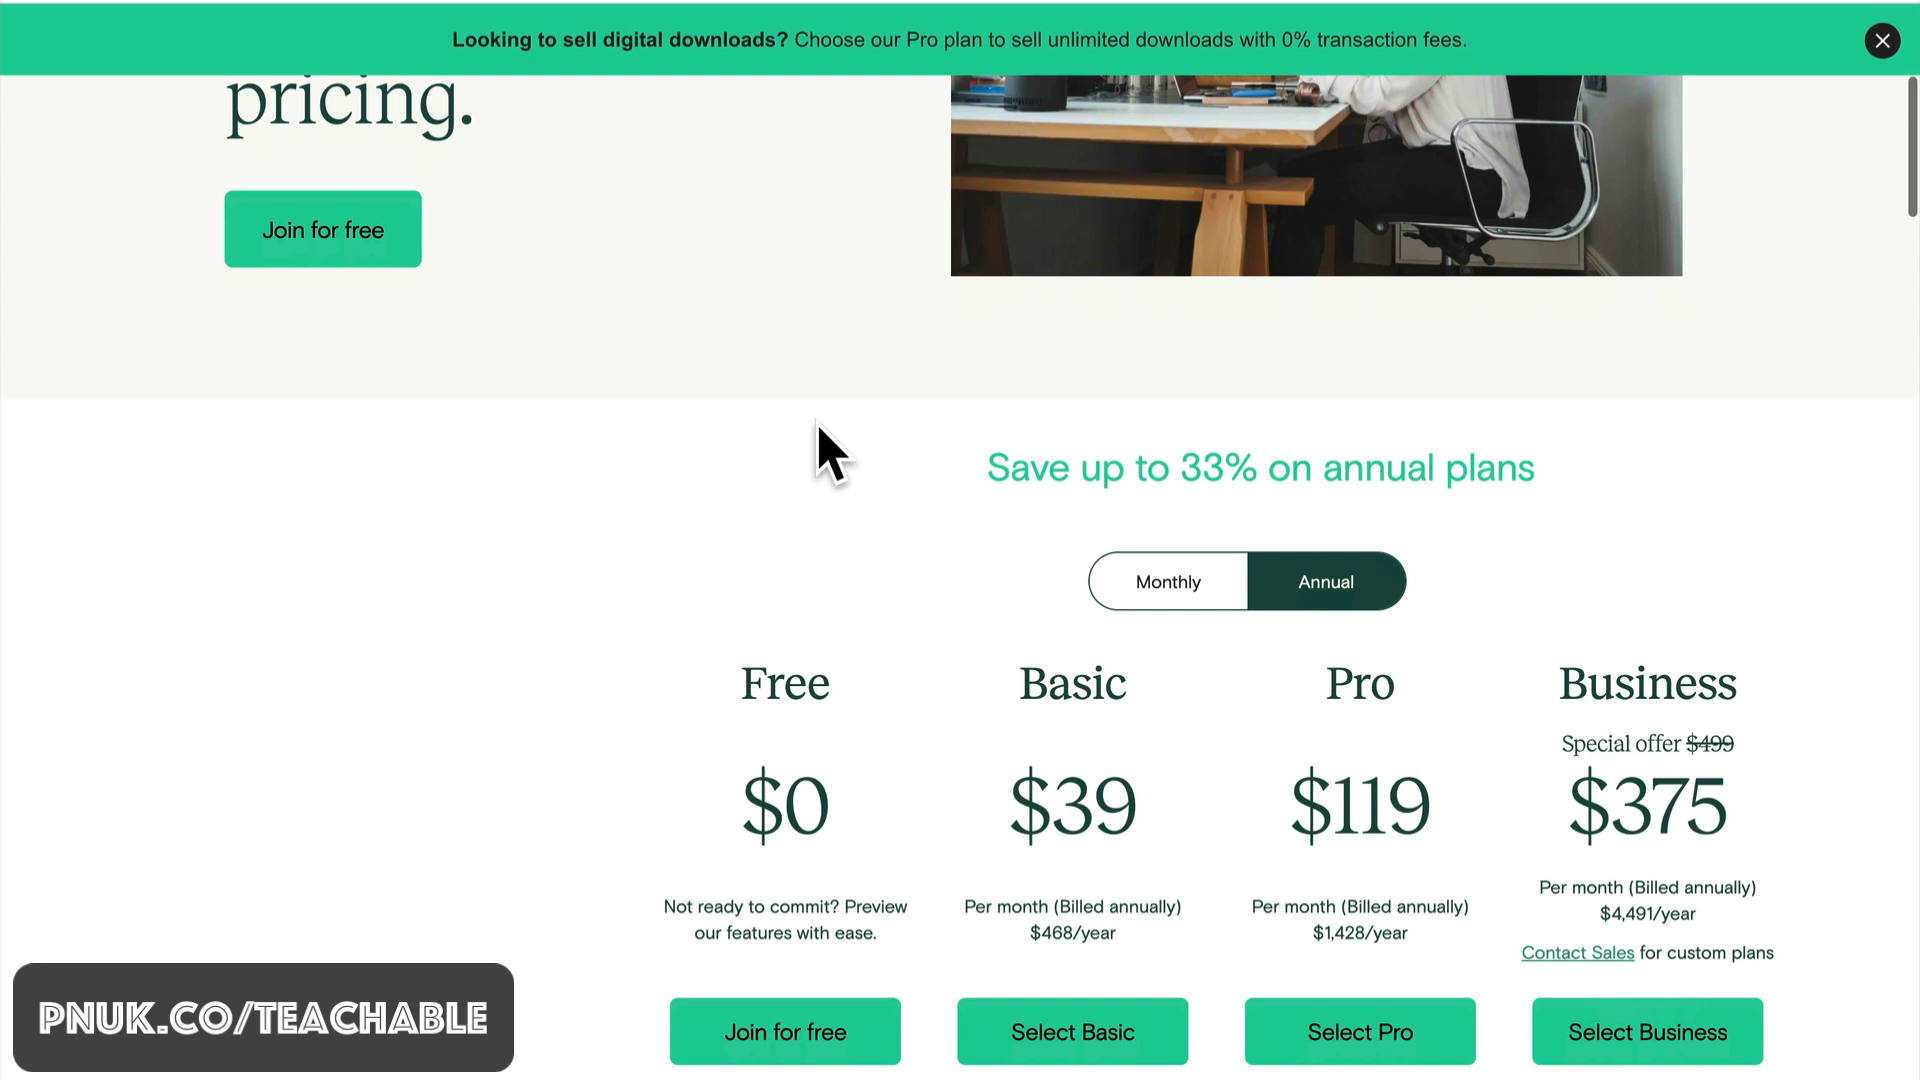 Looking to sell digital downloads? Choose our Pro plan to sell unlimited downloads with 0% transaction fees.
pricing.
Join for free
Save up to 33% on annual plans
Monthly Annual
Free Basic Pro Business
Special offer $499
$0 $39 $119 $375
Not ready to commit? Preview
our features with ease.
Per month (Billed annually)
$468/year
Per month (Billed annually)
$1,428/year
Per month (Billed annually)
$4,491/year
Contact Sales for custom plans
Join for free Select Basic Select Pro Select Business
PNUK.CO/TEACHABLE